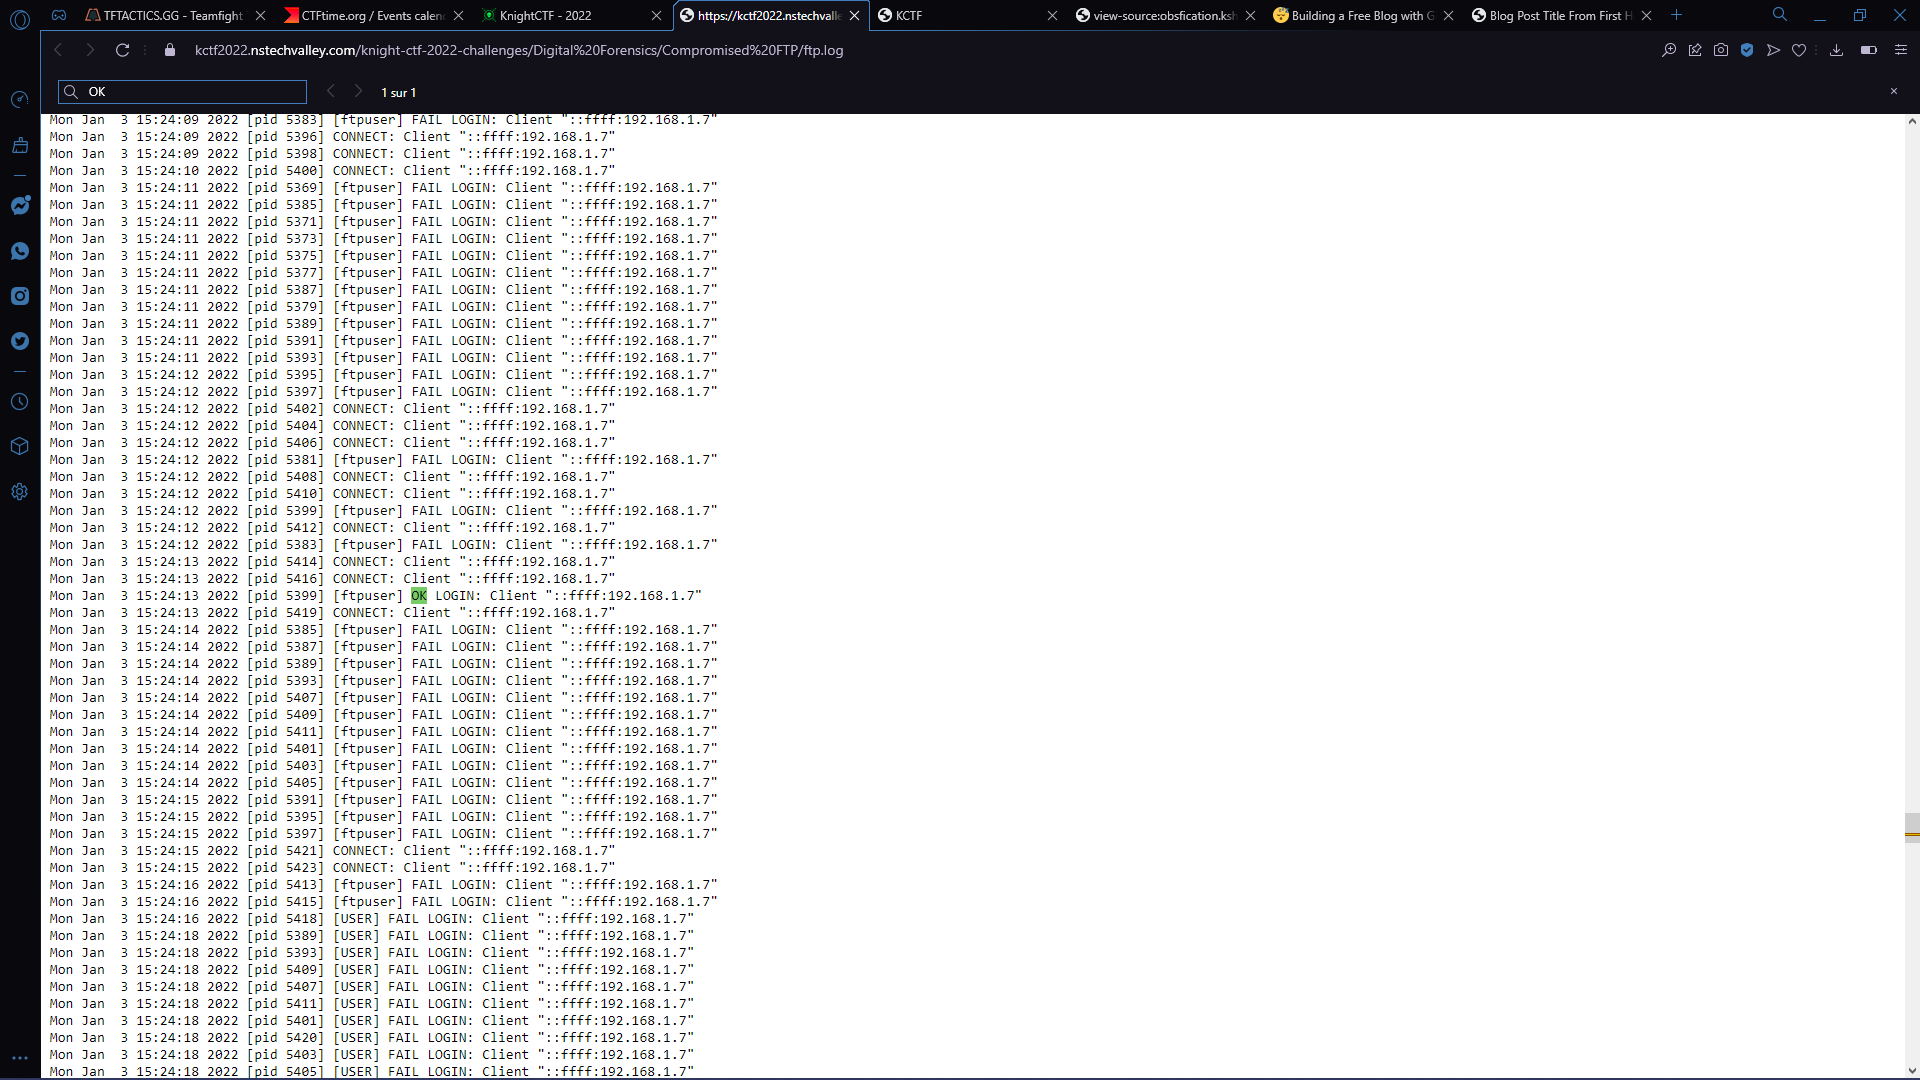 TFTACTICS.GG - Teamfight
CTFtime.org / Events calen
KnightCTF - 2022
https://kctf2022.nstechvalle
KCTF
view-source:obsfication.ksh
Building a Free Blog with G
Blog Post Title From First H
kctf2022.nstechvalley.com/knight-ctf-2022-challenges/Digital%20Forensics/Compromised%20FTP/ftp.log
OK
1 sur 1
Mon Jan  3 15:24:09 2022 [pid 5383] [ftpuser] FAIL LOGIN: Client "::ffff:192.168.1.7"
Mon Jan  3 15:24:09 2022 [pid 5396] CONNECT: Client "::ffff:192.168.1.7"
Mon Jan  3 15:24:09 2022 [pid 5398] CONNECT: Client "::ffff:192.168.1.7"
Mon Jan  3 15:24:10 2022 [pid 5400] CONNECT: Client "::ffff:192.168.1.7"
Mon Jan  3 15:24:11 2022 [pid 5369] [ftpuser] FAIL LOGIN: Client "::ffff:192.168.1.7"
Mon Jan  3 15:24:11 2022 [pid 5385] [ftpuser] FAIL LOGIN: Client "::ffff:192.168.1.7"
Mon Jan  3 15:24:11 2022 [pid 5371] [ftpuser] FAIL LOGIN: Client "::ffff:192.168.1.7"
Mon Jan  3 15:24:11 2022 [pid 5373] [ftpuser] FAIL LOGIN: Client "::ffff:192.168.1.7"
Mon Jan  3 15:24:11 2022 [pid 5375] [ftpuser] FAIL LOGIN: Client "::ffff:192.168.1.7"
Mon Jan  3 15:24:11 2022 [pid 5377] [ftpuser] FAIL LOGIN: Client "::ffff:192.168.1.7"
Mon Jan  3 15:24:11 2022 [pid 5387] [ftpuser] FAIL LOGIN: Client "::ffff:192.168.1.7"
Mon Jan  3 15:24:11 2022 [pid 5379] [ftpuser] FAIL LOGIN: Client "::ffff:192.168.1.7"
Mon Jan  3 15:24:11 2022 [pid 5389] [ftpuser] FAIL LOGIN: Client "::ffff:192.168.1.7"
Mon Jan  3 15:24:11 2022 [pid 5391] [ftpuser] FAIL LOGIN: Client "::ffff:192.168.1.7"
Mon Jan  3 15:24:11 2022 [pid 5393] [ftpuser] FAIL LOGIN: Client "::ffff:192.168.1.7"
Mon Jan  3 15:24:12 2022 [pid 5395] [ftpuser] FAIL LOGIN: Client "::ffff:192.168.1.7"
Mon Jan  3 15:24:12 2022 [pid 5397] [ftpuser] FAIL LOGIN: Client "::ffff:192.168.1.7"
Mon Jan  3 15:24:12 2022 [pid 5402] CONNECT: Client "::ffff:192.168.1.7"
Mon Jan  3 15:24:12 2022 [pid 5404] CONNECT: Client "::ffff:192.168.1.7"
Mon Jan  3 15:24:12 2022 [pid 5406] CONNECT: Client "::ffff:192.168.1.7"
Mon Jan  3 15:24:12 2022 [pid 5381] [ftpuser] FAIL LOGIN: Client "::ffff:192.168.1.7"
Mon Jan  3 15:24:12 2022 [pid 5408] CONNECT: Client "::ffff:192.168.1.7"
Mon Jan  3 15:24:12 2022 [pid 5410] CONNECT: Client "::ffff:192.168.1.7"
Mon Jan  3 15:24:12 2022 [pid 5399] [ftpuser] FAIL LOGIN: Client "::ffff:192.168.1.7"
Mon Jan  3 15:24:12 2022 [pid 5412] CONNECT: Client "::ffff:192.168.1.7"
Mon Jan  3 15:24:12 2022 [pid 5383] [ftpuser] FAIL LOGIN: Client "::ffff:192.168.1.7"
Mon Jan  3 15:24:13 2022 [pid 5414] CONNECT: Client "::ffff:192.168.1.7"
Mon Jan  3 15:24:13 2022 [pid 5416] CONNECT: Client "::ffff:192.168.1.7"
Mon Jan  3 15:24:13 2022 [pid 5399] [ftpuser] OK LOGIN: Client "::ffff:192.168.1.7"
Mon Jan  3 15:24:13 2022 [pid 5419] CONNECT: Client "::ffff:192.168.1.7"
Mon Jan  3 15:24:14 2022 [pid 5385] [ftpuser] FAIL LOGIN: Client "::ffff:192.168.1.7"
Mon Jan  3 15:24:14 2022 [pid 5387] [ftpuser] FAIL LOGIN: Client "::ffff:192.168.1.7"
Mon Jan  3 15:24:14 2022 [pid 5389] [ftpuser] FAIL LOGIN: Client "::ffff:192.168.1.7"
Mon Jan  3 15:24:14 2022 [pid 5393] [ftpuser] FAIL LOGIN: Client "::ffff:192.168.1.7"
Mon Jan  3 15:24:14 2022 [pid 5407] [ftpuser] FAIL LOGIN: Client "::ffff:192.168.1.7"
Mon Jan  3 15:24:14 2022 [pid 5409] [ftpuser] FAIL LOGIN: Client "::ffff:192.168.1.7"
Mon Jan  3 15:24:14 2022 [pid 5411] [ftpuser] FAIL LOGIN: Client "::ffff:192.168.1.7"
Mon Jan  3 15:24:14 2022 [pid 5401] [ftpuser] FAIL LOGIN: Client "::ffff:192.168.1.7"
Mon Jan  3 15:24:14 2022 [pid 5403] [ftpuser] FAIL LOGIN: Client "::ffff:192.168.1.7"
Mon Jan  3 15:24:14 2022 [pid 5405] [ftpuser] FAIL LOGIN: Client "::ffff:192.168.1.7"
Mon Jan  3 15:24:15 2022 [pid 5391] [ftpuser] FAIL LOGIN: Client "::ffff:192.168.1.7"
Mon Jan  3 15:24:15 2022 [pid 5395] [ftpuser] FAIL LOGIN: Client "::ffff:192.168.1.7"
Mon Jan  3 15:24:15 2022 [pid 5397] [ftpuser] FAIL LOGIN: Client "::ffff:192.168.1.7"
Mon Jan  3 15:24:15 2022 [pid 5421] CONNECT: Client "::ffff:192.168.1.7"
Mon Jan  3 15:24:15 2022 [pid 5423] CONNECT: Client "::ffff:192.168.1.7"
Mon Jan  3 15:24:16 2022 [pid 5413] [ftpuser] FAIL LOGIN: Client "::ffff:192.168.1.7"
Mon Jan  3 15:24:16 2022 [pid 5415] [ftpuser] FAIL LOGIN: Client "::ffff:192.168.1.7"
Mon Jan  3 15:24:16 2022 [pid 5418] [USER] FAIL LOGIN: Client "::ffff:192.168.1.7"
Mon Jan  3 15:24:18 2022 [pid 5389] [USER] FAIL LOGIN: Client "::ffff:192.168.1.7"
Mon Jan  3 15:24:18 2022 [pid 5393] [USER] FAIL LOGIN: Client "::ffff:192.168.1.7"
Mon Jan  3 15:24:18 2022 [pid 5409] [USER] FAIL LOGIN: Client "::ffff:192.168.1.7"
Mon Jan  3 15:24:18 2022 [pid 5407] [USER] FAIL LOGIN: Client "::ffff:192.168.1.7"
Mon Jan  3 15:24:18 2022 [pid 5411] [USER] FAIL LOGIN: Client "::ffff:192.168.1.7"
Mon Jan  3 15:24:18 2022 [pid 5401] [USER] FAIL LOGIN: Client "::ffff:192.168.1.7"
Mon Jan  3 15:24:18 2022 [pid 5420] [USER] FAIL LOGIN: Client "::ffff:192.168.1.7"
Mon Jan  3 15:24:18 2022 [pid 5403] [USER] FAIL LOGIN: Client "::ffff:192.168.1.7"
Mon Jan  3 15:24:18 2022 [pid 5405] [USER] FAIL LOGIN: Client "::ffff:192.168.1.7"